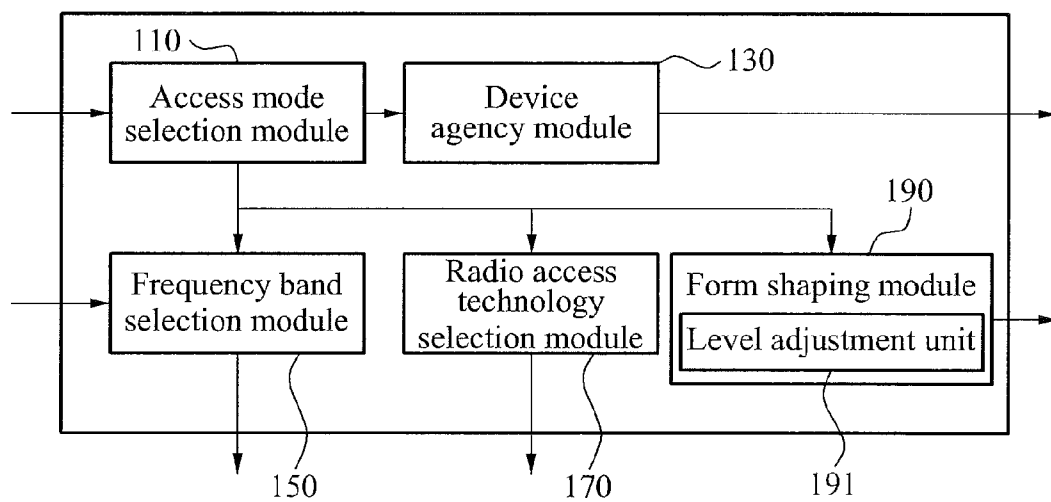 110
130
Access mode
selection module
Device
agency module
190
Frequency band
selection module
Radio access
technology
selection module
Form shaping module
Level adjustment unit
150
170
191